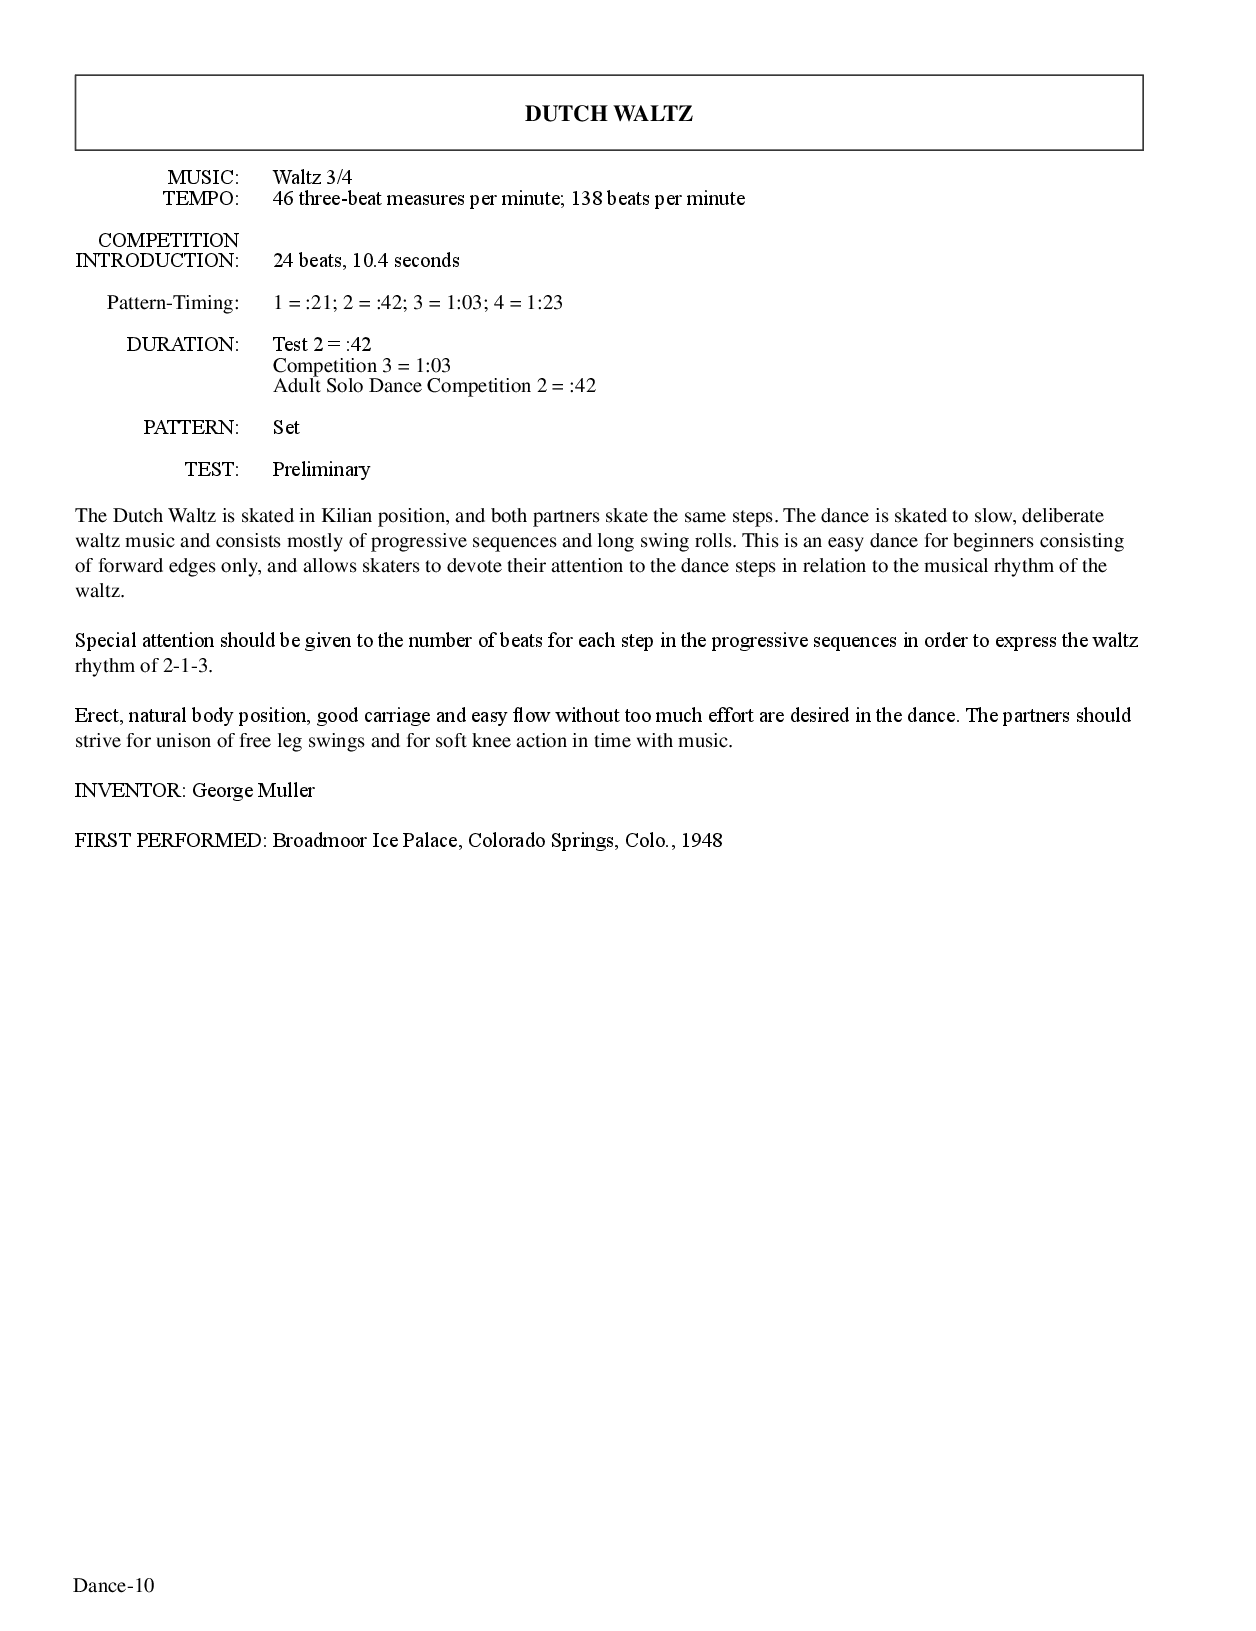 DUTCH WALTZ
MUSIC: Waltz 3/4
TEMPO: 46 three-beat measures per minute; 138 beats per minute
COMPETITION
INTRODUCTION: 24 beats, 10.4 seconds
Pattern-Timing: 1 = :21; 2 = :42; 3 = 1:03; 4 = 1:23
DURATION: Test 2 = :42
Competition 3 = 1:03
Adult Solo Dance Competition 2 = :42
PATTERN: Set
TEST: Preliminary
The Dutch Waltz is skated in Kilian position, and both partners skate the same steps. The dance is skated to slow, deliberate
waltz music and consists mostly of progressive sequences and long swing rolls. This is an easy dance for beginners consisting
of forward edges only, and allows skaters to devote their attention to the dance steps in relation to the musical rhythm of the
waltz.
Special attention should be given to the number of beats for each step in the progressive sequences in order to express the waltz
rhythm of 2-1-3.
Erect, natural body position, good carriage and easy flow without too much effort are desired in the dance. The partners should
strive for unison of free leg swings and for soft knee action in time with music.
INVENTOR: George Muller
FIRST PERFORMED: Broadmoor Ice Palace, Colorado Springs, Colo., 1948
Dance-10